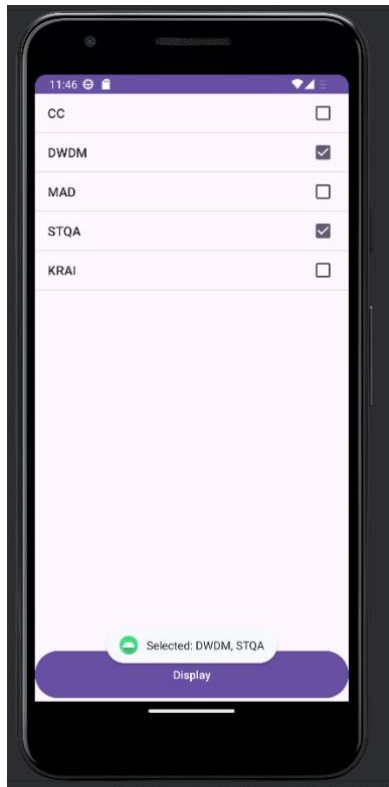 11:46
CC
DWDM
MAD
STQA
KRAI
Selected: DWDM, STQA
Display